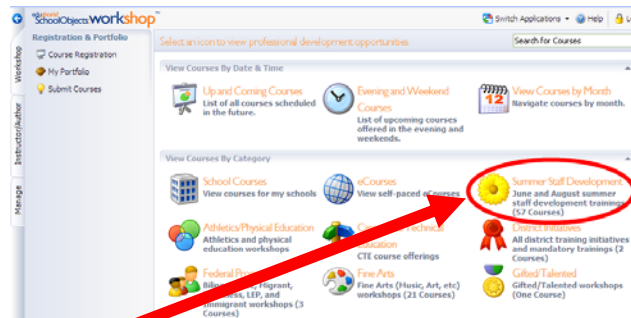 eduphoria!
SchoolObjects:workshop
Switch Applications
Help
Registration & Portfolio
Course Registration
My Portfolio
Submit Courses
Workshop
Instructor/Author
Manage
Select an icon to view professional development opportunities
Search for Courses
View Courses By Date & Time
Up and Coming Courses
List of all courses scheduled
in the future.
Evening and Weekend
Courses
List of upcoming courses
offered in the evening and
weekends.
12
View Courses by Month
Navigate courses by month.
View Courses By Category
School Courses
View courses for my schools
eCourses
View self-paced eCourses
Summer Staff Development
June and August summer
staff development trainings
(57 Courses)
Athletics/Physical Education
Athletics and physical
education workshops
Technical
Education
CTE course offerings
District Initiatives
All district training initiatives
and mandatory trainings (2
Courses)
Federal
Migrant,
LEP, and
Immigrant workshops (3
Courses)
Fine Arts
Fine Arts (Music, Art, etc)
workshops (21 Courses)
Gifted/Talented
Gifted/Talented workshops
(One Course)